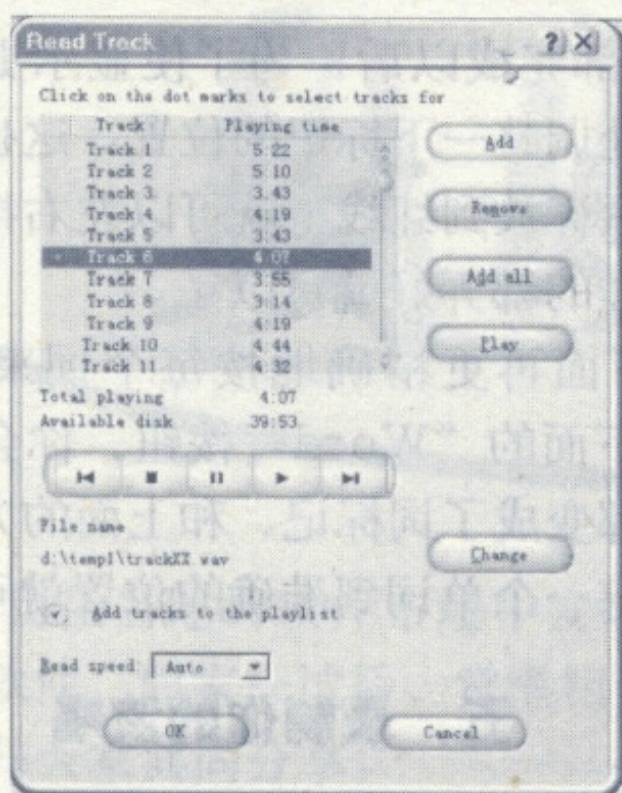 Read Track
Click on the dot marks to select tracks for
Track Playing time
Track 1 5:22
Track 2 5:10
Track 3 3:43
Track 4 4:19
Track 5 3:43
Track 6 4:07
Track 7 3:55
Track 8 3:14
Track 9 4:19
Track 10 4:44
Track 11 4:32
Add
Remove
Add all
Play
Total playing 4:07
Available disk 39:53
File name
d:\temp1\trackXX.wav
Change
Add tracks to the playlist
Read speed Auto
OK
Cancel